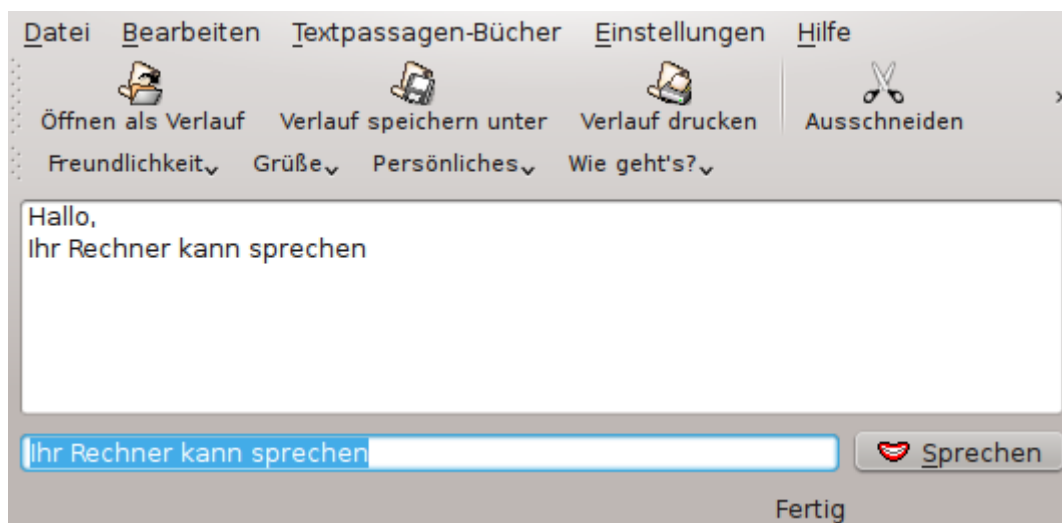 Datei Bearbeiten Textpassagen-Bücher Einstellungen Hilfe
Öffnen als Verlauf Verlauf speichern unter Verlauf drucken Ausschneiden
Freundlichkeit Grüße Persönliches Wie geht's?
Hallo,
Ihr Rechner kann sprechen
Ihr Rechner kann sprechen Sprechen
Fertig